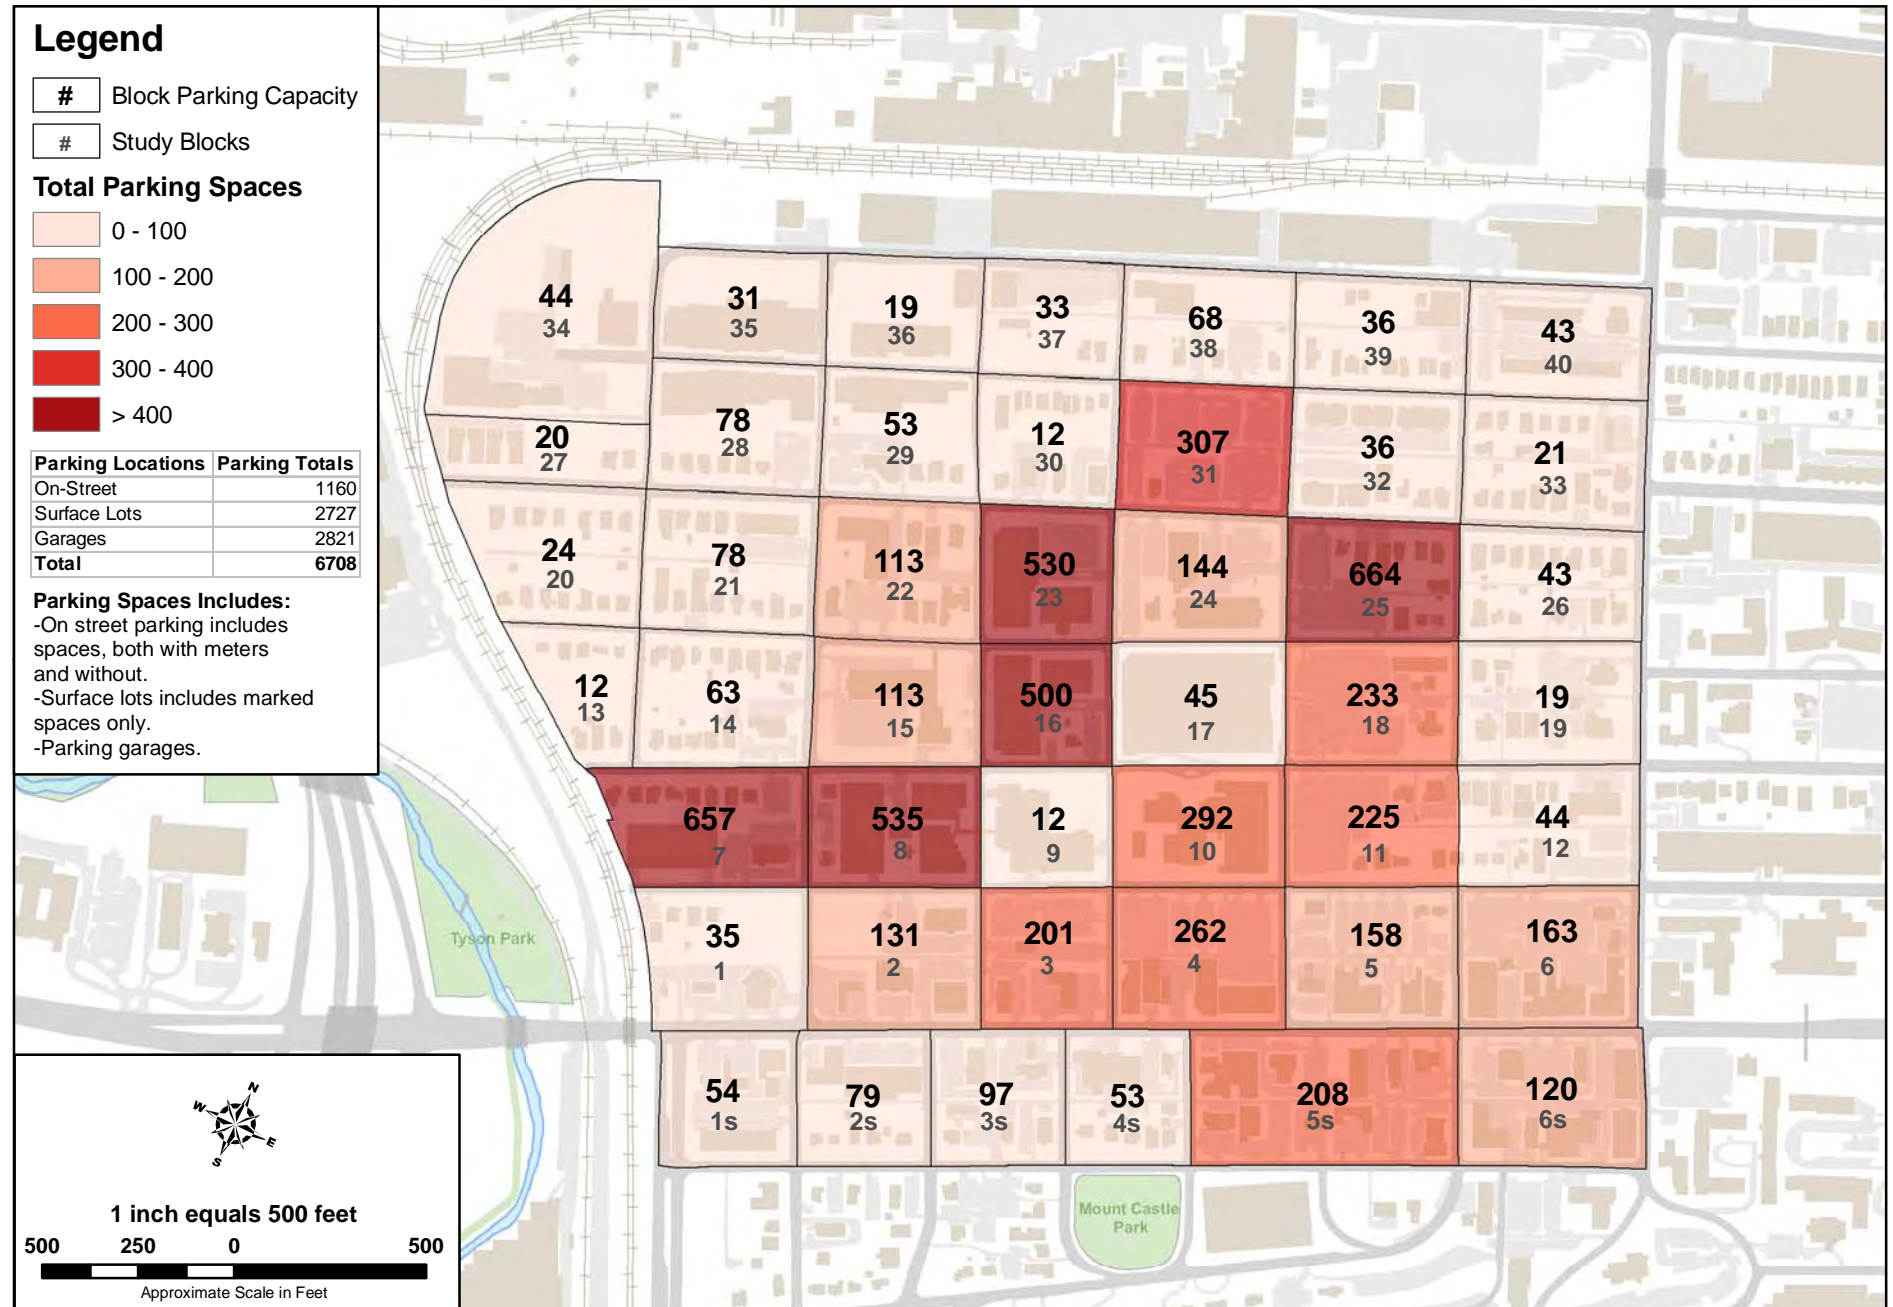 Legend
# Block Parking Capacity
# Study Blocks
Total Parking Spaces
0 - 100
100 - 200
200 - 300
300 - 400
> 400
Parking Locations Parking Totals
On-Street 1160
Surface Lots 2727
Garages 2821
Total 6708
Parking Spaces Includes:
-On street parking includes
spaces, both with meters
and without.
-Surface lots includes marked
spaces only.
-Parking garages.
44 31 19 33 68 36 43
34 35 36 37 38 39 40
20 78 53 12 307 36 21
27 28 29 30 31 32 33
24 78 113 530 144 664 43
20 21 22 23 24 25 26
12 63 113 500 45 233 19
13 14 15 16 17 18 19
657 535 12 292 225 44
7 8 9 10 11 12
35 131 201 262 158 163
1 2 3 4 5 6
54 79 97 53 208 120
1s 2s 3s 4s 5s 6s
Tyson Park
Mount Castle
Park
N
W
E
S
1 inch equals 500 feet
500 250 0 500
Approximate Scale in Feet